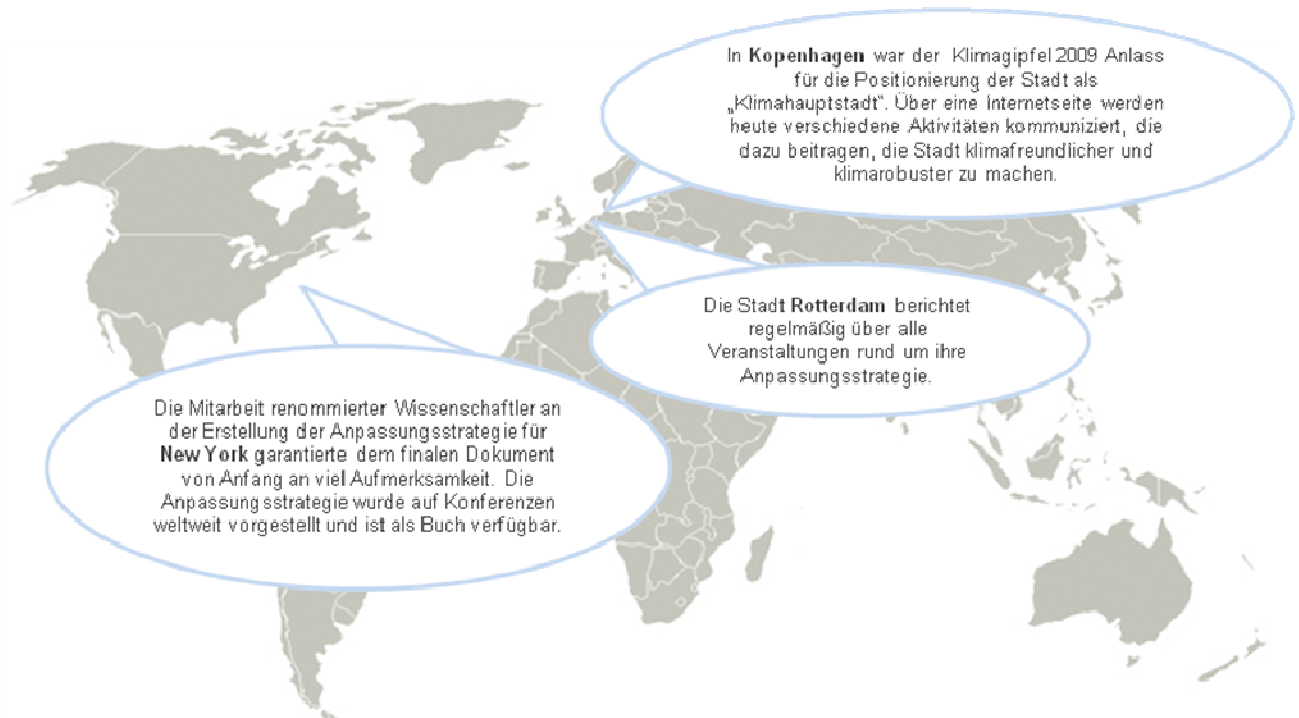 In Kopenhagen war der Klimagipfel 2009 Anlass
für die Positionierung der Stadt als
„Klimahauptstadt“. Über eine Internetseite werden
heute verschiedene Aktivitäten kommuniziert, die
dazu beitragen, die Stadt klimafreundlicher und
klimarobuster zu machen.
Die Stadt Rotterdam berichtet
regelmäßig über alle
Veranstaltungen rund um ihre
Anpassungsstrategie.
Die Mitarbeit renommierter Wissenschaftler an
der Erstellung der Anpassungsstrategie für
New York garantierte dem finalen Dokument
von Anfang an viel Aufmerksamkeit. Die
Anpassungsstrategie wurde auf Konferenzen
weltweit vorgestellt und ist als Buch verfügbar.